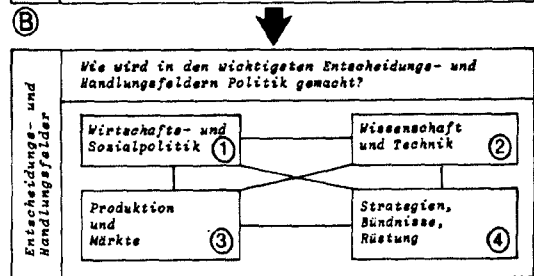 B
Entscheidungs- und
Handlungsfelder
Wie wird in den wichtigsten Entscheidungs- und
Handlungsfeldern Politik gemacht?
Wirtschafts- und
Sozialpolitik 1
Wissenschaft
und Technik 2
Produktion
und
Märkte 3
Strategien,
Bündnisse,
Rüstung 4